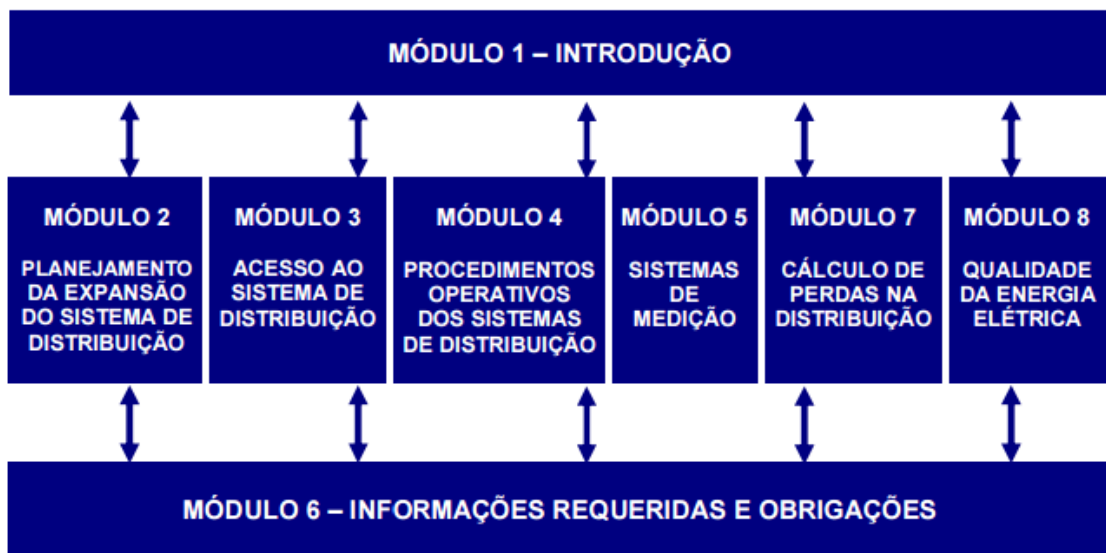 MÓDULO 1 – INTRODUÇÃO
MÓDULO 2
PLANEJAMENTO
DA EXPANSÃO
DO SISTEMA DE
DISTRIBUIÇÃO
MÓDULO 3
ACESSO AO
SISTEMA DE
DISTRIBUIÇÃO
MÓDULO 4
PROCEDIMENTOS
OPERATIVOS
DOS SISTEMAS
DE DISTRIBUIÇÃO
MÓDULO 5
SISTEMAS
DE
MEDIÇÃO
MÓDULO 7
CÁLCULO DE
PERDAS NA
DISTRIBUIÇÃO
MÓDULO 8
QUALIDADE
DA ENERGIA
ELÉTRICA
MÓDULO 6 – INFORMAÇÕES REQUERIDAS E OBRIGAÇÕES